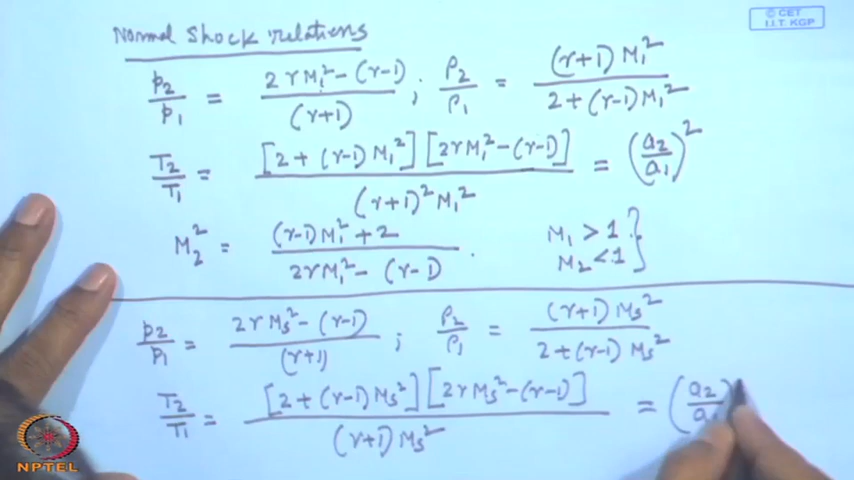 © CET
I.I.T. KGP
Normal Shock relations
p₂/p₁ = (2γM₁² - (γ-1))/(γ+1) ; ρ₂/ρ₁ = (γ+1)M₁²/(2+(γ-1)M₁²)
T₂/T₁ = [2+(γ-1)M₁²][2γM₁²-(γ-1)]/((γ+1)²M₁²) = (a₂/a₁)²
M₂² = ((γ-1)M₁²+2)/(2γM₁²-(γ-1)) . M₁ > 1 }
M₂ < 1 }
p₂/p₁ = (2γMₛ² - (γ-1))/(γ+1) ; ρ₂/ρ₁ = (γ+1)Mₛ²/(2+(γ-1)Mₛ²)
T₂/T₁ = [2+(γ-1)Mₛ²][2γMₛ²-(γ-1)]/((γ+1)Mₛ²) = (a₂/a₁)
NPTEL